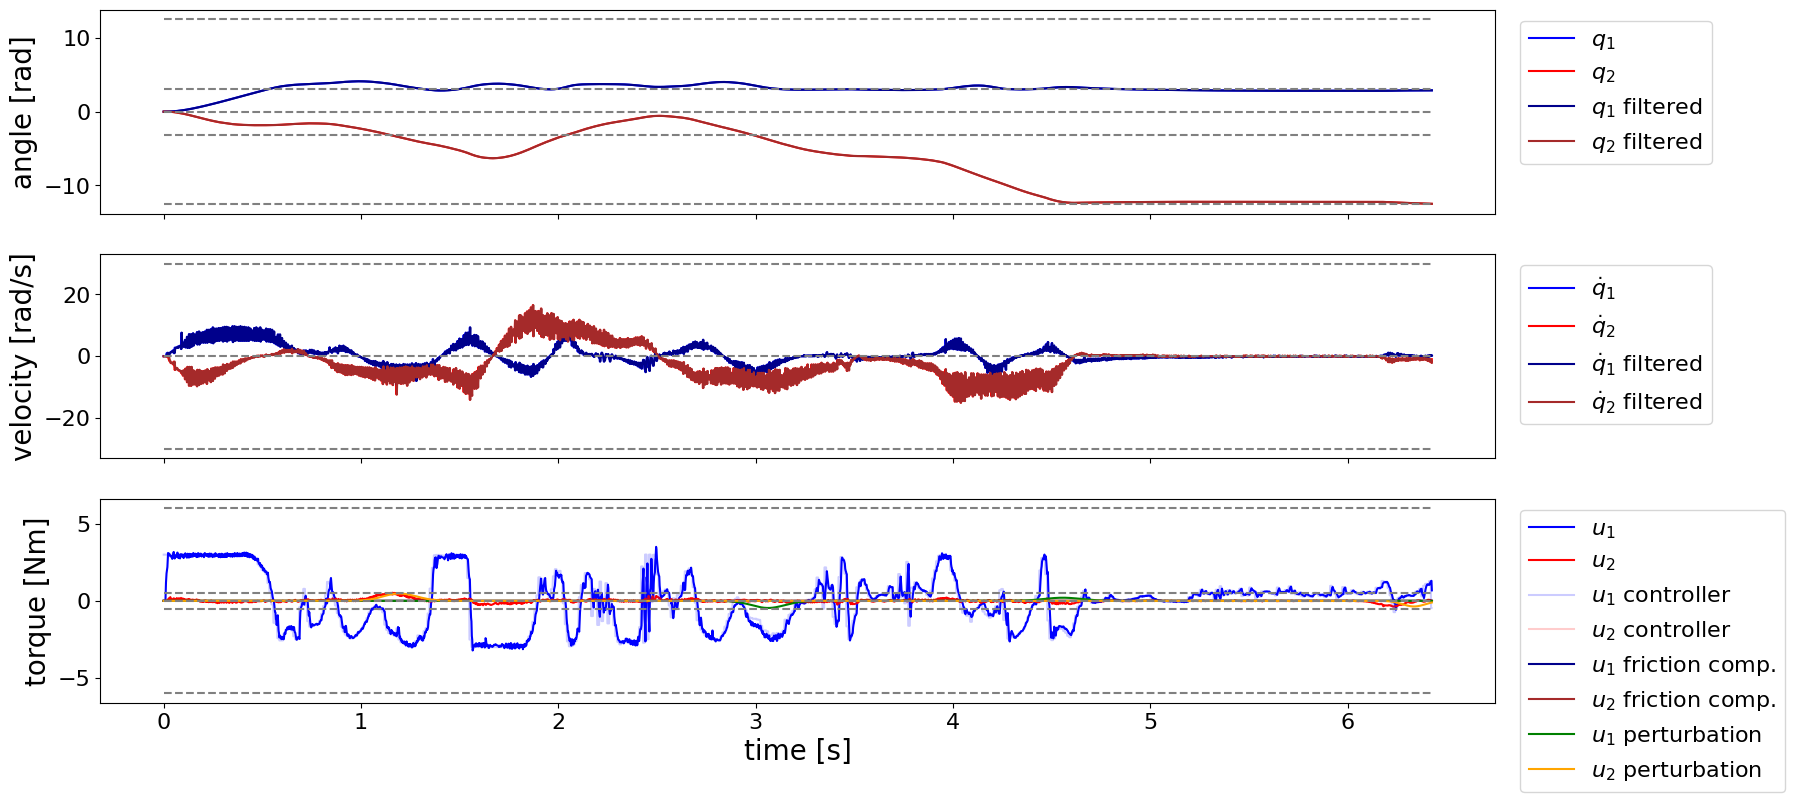 angle [rad]
10
0
−10
q₁
q₂
q₁ filtered
q₂ filtered
velocity [rad/s]
20
0
−20
q̇₁
q̇₂
q̇₁ filtered
q̇₂ filtered
torque [Nm]
5
0
−5
0 1 2 3 4 5 6
time [s]
u₁
u₂
u₁ controller
u₂ controller
u₁ friction comp.
u₂ friction comp.
u₁ perturbation
u₂ perturbation